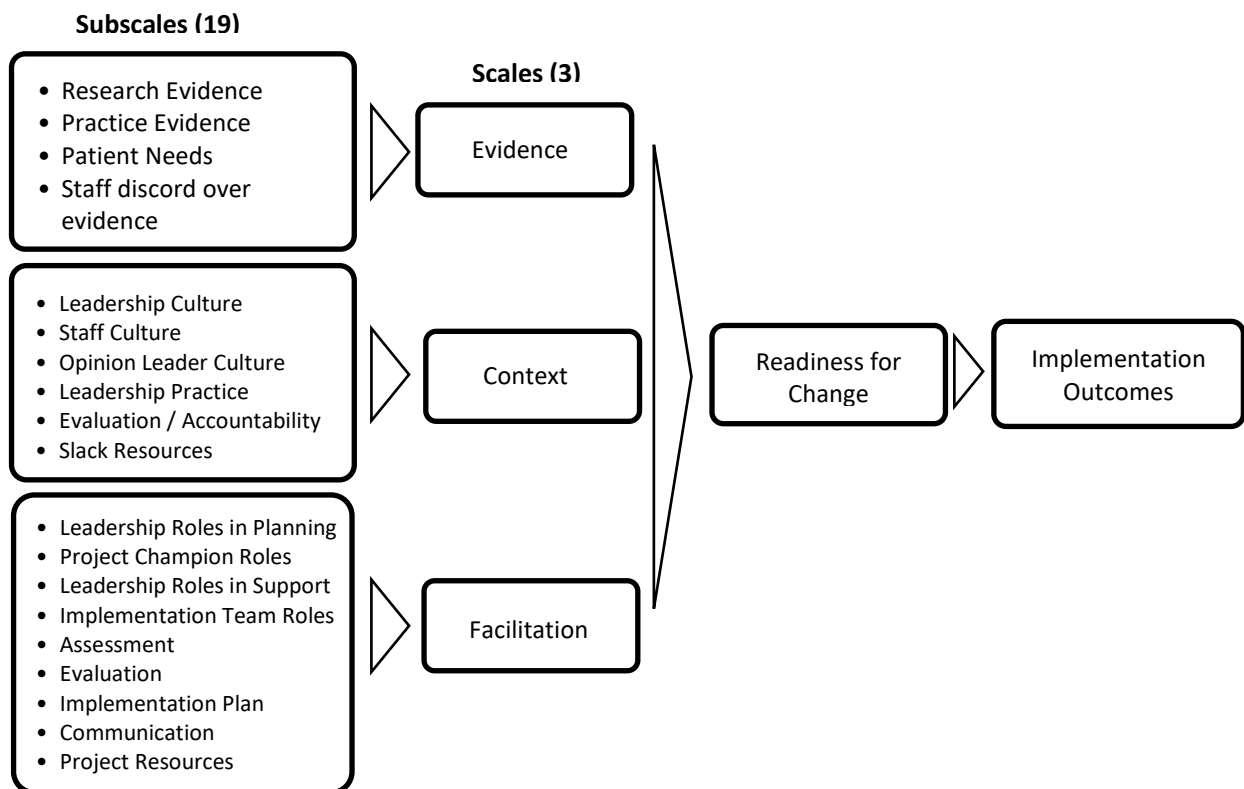 Subscales (19)
• Research Evidence
• Practice Evidence
• Patient Needs
• Staff discord over
evidence
• Leadership Culture
• Staff Culture
• Opinion Leader Culture
• Leadership Practice
• Evaluation / Accountability
• Slack Resources
• Leadership Roles in Planning
• Project Champion Roles
• Leadership Roles in Support
• Implementation Team Roles
• Assessment
• Evaluation
• Implementation Plan
• Communication
• Project Resources
Scales (3)
Evidence
Context
Facilitation
Readiness for
Change
Implementation
Outcomes